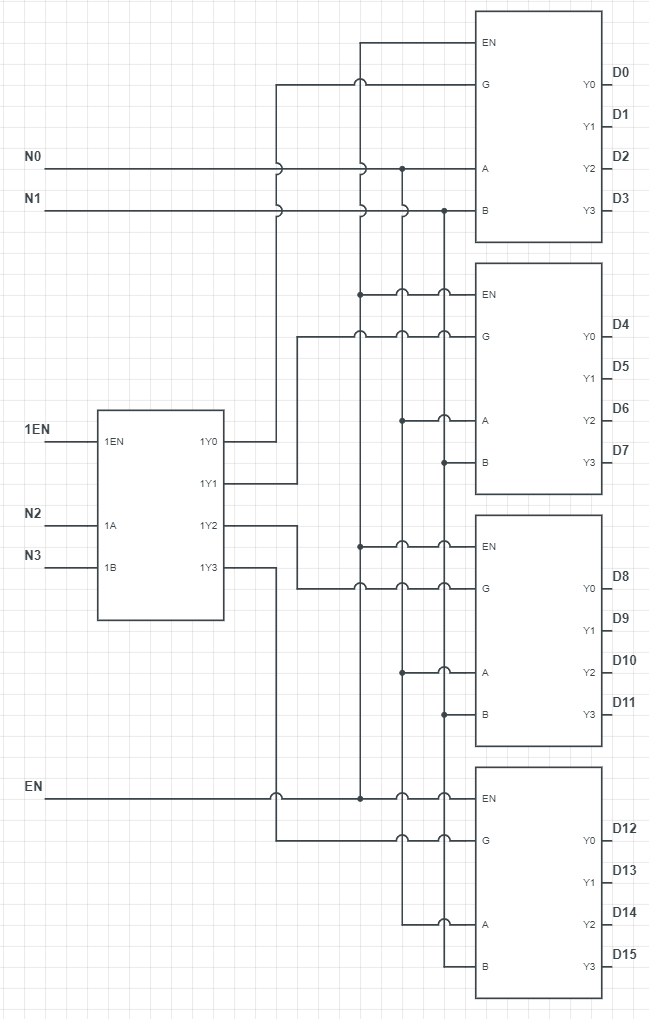 EN
G
A
B
Y0
Y1
Y2
Y3
D0
D1
D2
D3
N0
N1
EN
G
A
B
Y0
Y1
Y2
Y3
D4
D5
D6
D7
1EN
N2
N3
1EN
1A
1B
1Y0
1Y1
1Y2
1Y3
EN
G
A
B
Y0
Y1
Y2
Y3
D8
D9
D10
D11
EN
EN
G
A
B
Y0
Y1
Y2
Y3
D12
D13
D14
D15